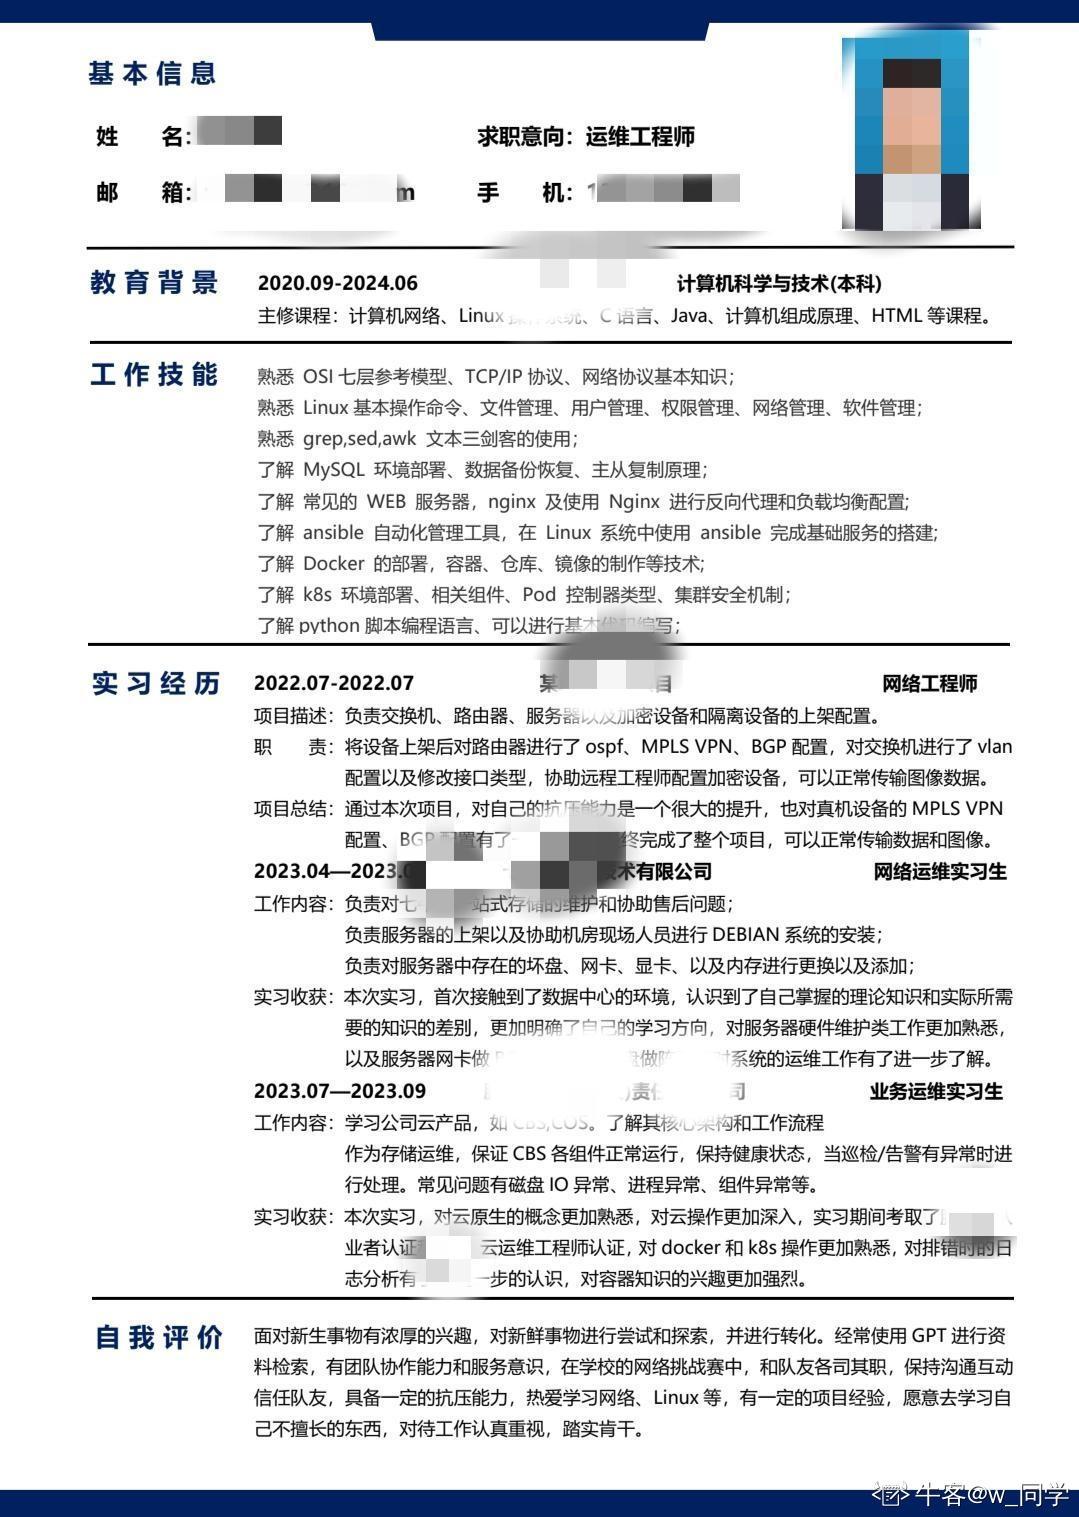 基本信息
姓 名:
求职意向：运维工程师
邮 箱: m
手 机: 1
教育背景
2020.09-2024.06 计算机科学与技术(本科)
主修课程：计算机网络、Linux 操作系统、C 语言、Java、计算机组成原理、HTML 等课程。
工作技能
熟悉 OSI 七层参考模型、TCP/IP 协议、网络协议基本知识；
熟悉 Linux 基本操作命令、文件管理、用户管理、权限管理、网络管理、软件管理；
熟悉 grep,sed,awk 文本三剑客的使用；
了解 MySQL 环境部署、数据备份恢复、主从复制原理；
了解 常见的 WEB 服务器，nginx 及使用 Nginx 进行反向代理和负载均衡配置;
了解 ansible 自动化管理工具，在 Linux 系统中使用 ansible 完成基础服务的搭建;
了解 Docker 的部署，容器、仓库、镜像的制作等技术;
了解 k8s 环境部署、相关组件、Pod 控制器类型、集群安全机制；
了解 python 脚本编程语言、可以进行基本代码编写；
实习经历
2022.07-2022.07 某 目 网络工程师
项目描述：负责交换机、路由器、服务器以及加密设备和隔离设备的上架配置。
职 责：将设备上架后对路由器进行了 ospf、MPLS VPN、BGP 配置，对交换机进行了 vlan
配置以及修改接口类型，协助远程工程师配置加密设备，可以正常传输图像数据。
项目总结：通过本次项目，对自己的抗压能力是一个很大的提升，也对真机设备的 MPLS VPN
配置、BGP 配置有了 终完成了整个项目，可以正常传输数据和图像。
2023.04—2023.0 技术有限公司 网络运维实习生
工作内容：负责对七 站式存储的维护和协助售后问题；
负责服务器的上架以及协助机房现场人员进行 DEBIAN 系统的安装；
负责对服务器中存在的坏盘、网卡、显卡、以及内存进行更换以及添加；
实习收获：本次实习，首次接触到了数据中心的环境，认识到了自己掌握的理论知识和实际所需
要的知识的差别，更加明确了自己的学习方向，对服务器硬件维护类工作更加熟悉，
以及服务器网卡做 盘做 对系统的运维工作有了进一步了解。
2023.07—2023.09 责任 司 业务运维实习生
工作内容：学习公司云产品，如 CBS,COS。了解其核心架构和工作流程
作为存储运维，保证 CBS 各组件正常运行，保持健康状态，当巡检/告警有异常时进
行处理。常见问题有磁盘 IO 异常、进程异常、组件异常等。
实习收获：本次实习，对云原生的概念更加熟悉，对云操作更加深入，实习期间考取了
业者认证 云运维工程师认证，对 docker 和 k8s 操作更加熟悉，对排错时的日
志分析有 一步的认识，对容器知识的兴趣更加强烈。
自我评价
面对新生事物有浓厚的兴趣，对新鲜事物进行尝试和探索，并进行转化。经常使用 GPT 进行资
料检索，有团队协作能力和服务意识，在学校的网络挑战赛中，和队友各司其职，保持沟通互动
信任队友，具备一定的抗压能力，热爱学习网络、Linux 等，有一定的项目经验，愿意去学习自
己不擅长的东西，对待工作认真重视，踏实肯干。
牛客@w_同学